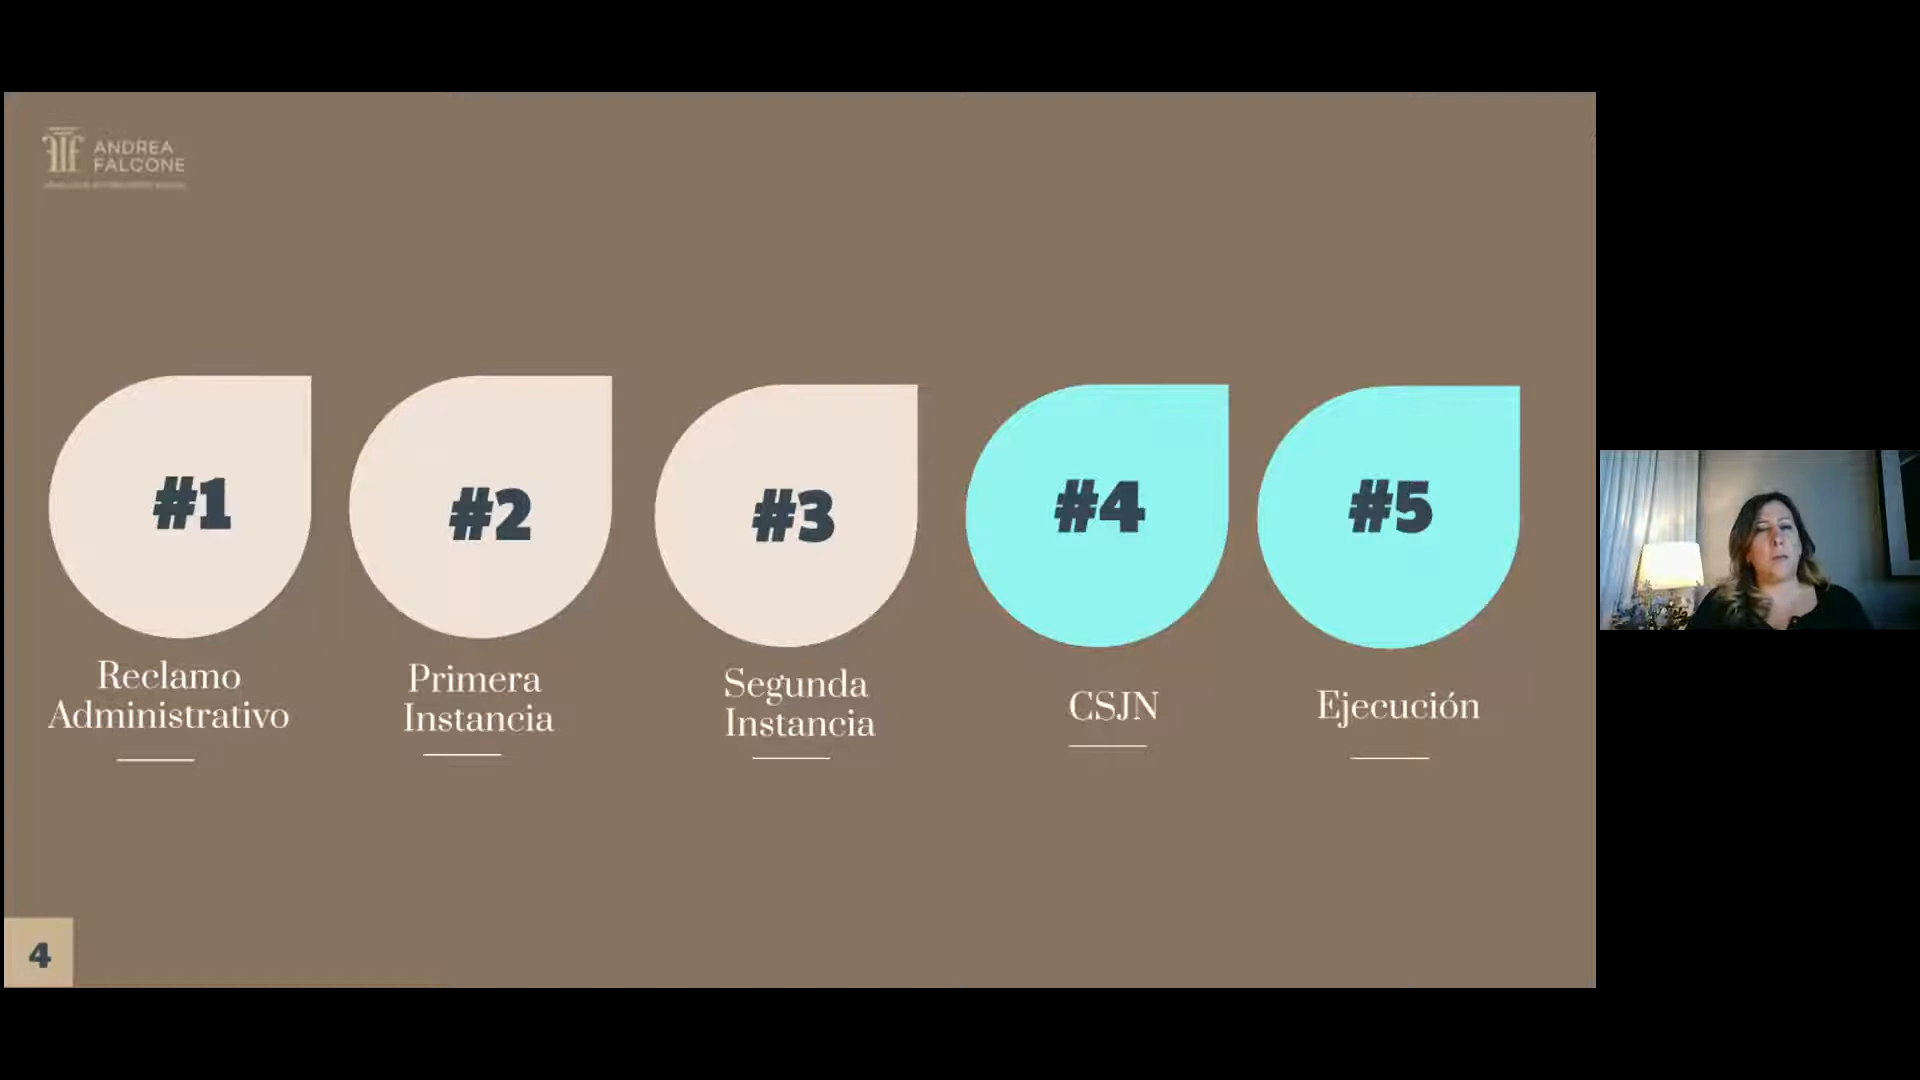 ANDREA
FALCONE
#1
#2
#3
#4
#5
Reclamo
Administrativo
Primera
Instancia
Segunda
Instancia
CSJN
Ejecución
4